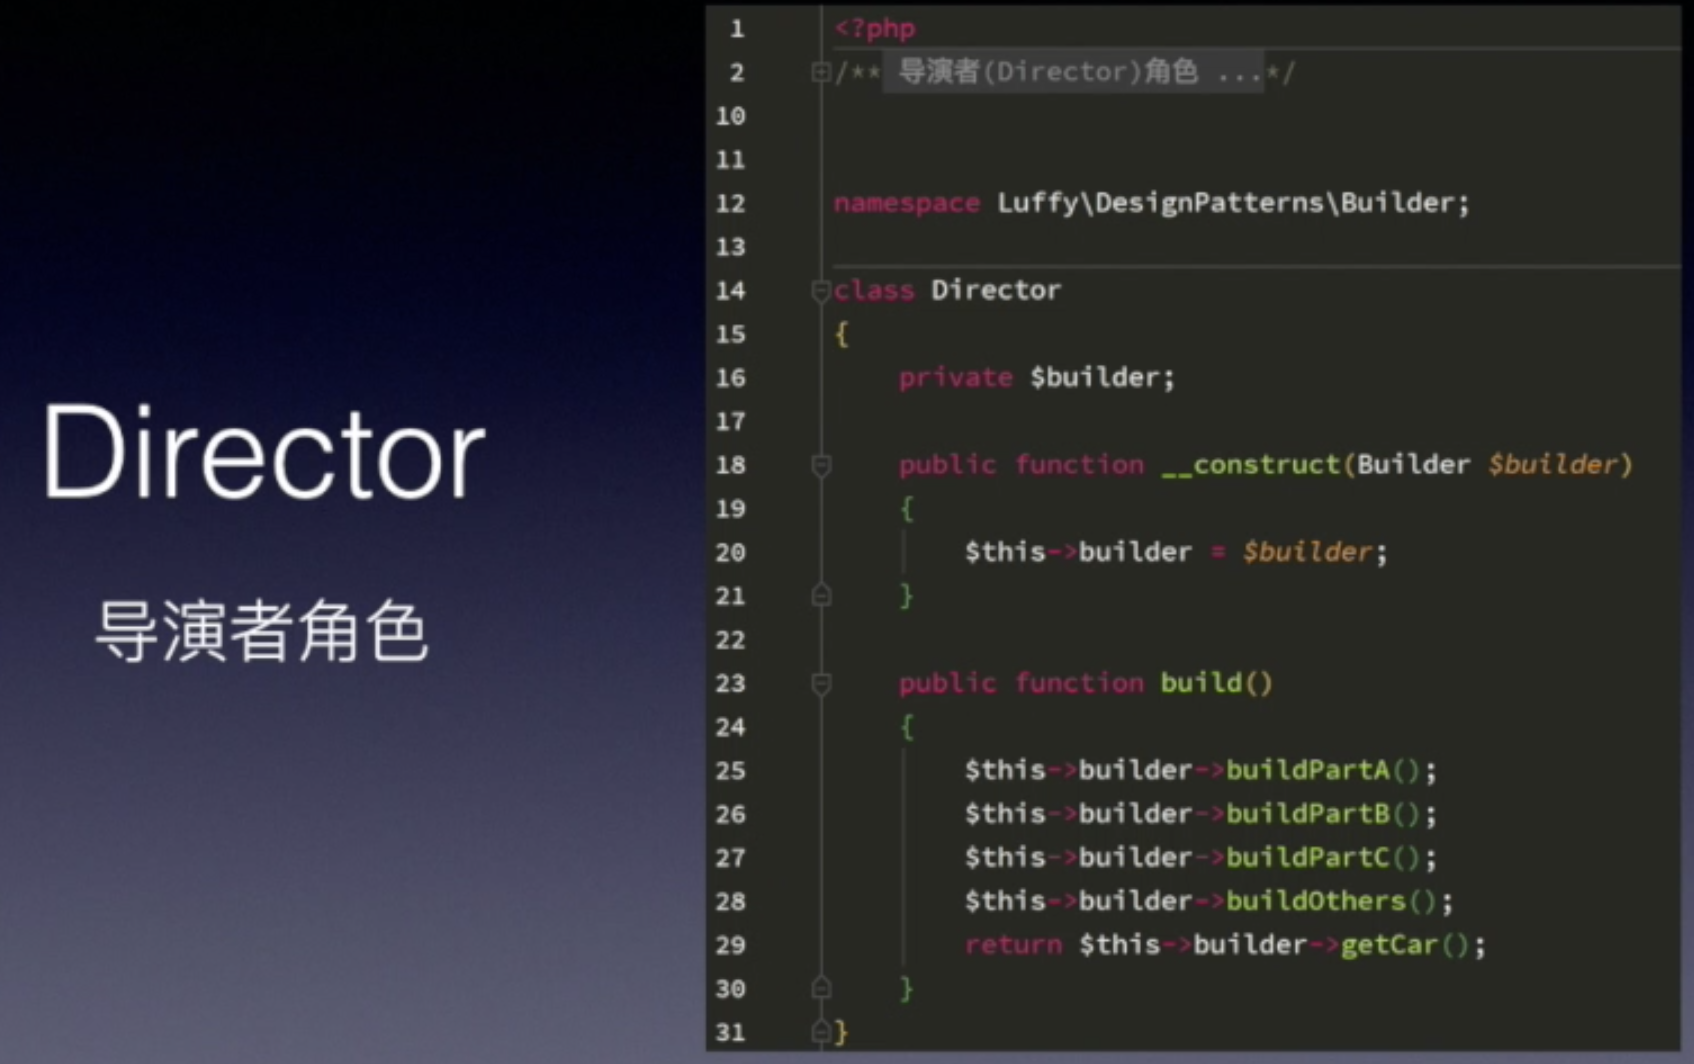 Director
导演者角色
1 <?php
2 /** 导演者(Director)角色 ...*/
10
11
12 namespace Luffy\DesignPatterns\Builder;
13
14 class Director
15 {
16     private $builder;
17
18     public function __construct(Builder $builder)
19     {
20         $this->builder = $builder;
21     }
22
23     public function build()
24     {
25         $this->builder->buildPartA();
26         $this->builder->buildPartB();
27         $this->builder->buildPartC();
28         $this->builder->buildOthers();
29         return $this->builder->getCar();
30     }
31 }